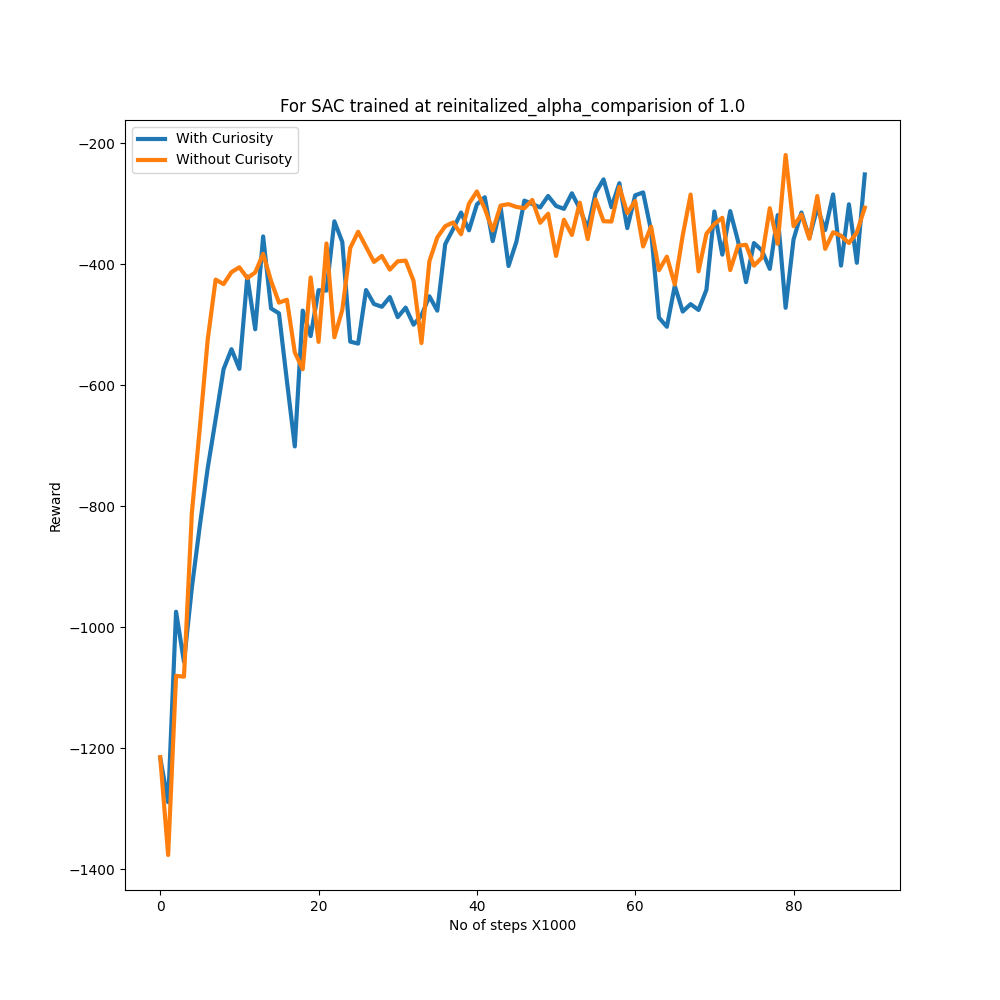 For SAC trained at reinitalized_alpha_comparision of 1.0
With Curiosity
Without Curisoty
−200
−400
−600
−800
−1000
−1200
−1400
Reward
0
20
40
60
80
No of steps X1000